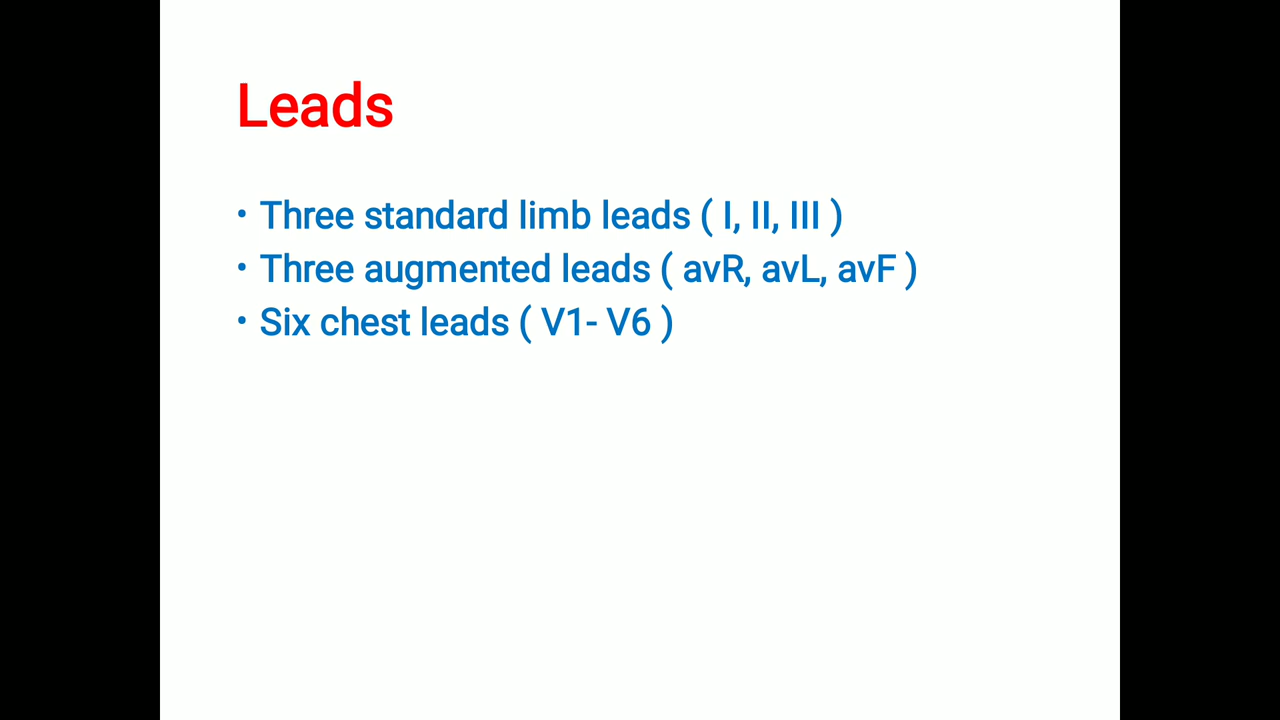 Leads
• Three standard limb leads ( I, II, III )
• Three augmented leads ( avR, avL, avF )
• Six chest leads ( V1- V6 )